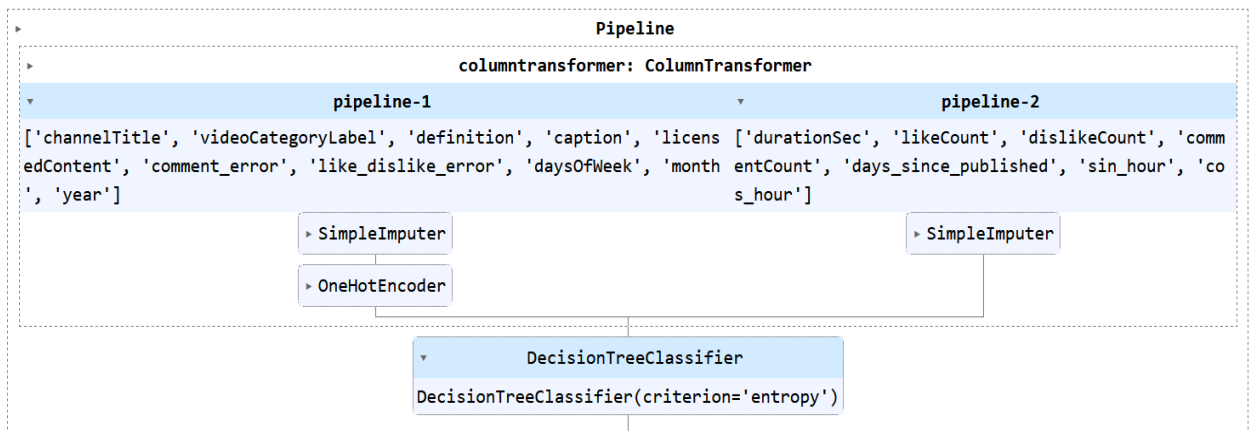 Pipeline
columntransformer: ColumnTransformer
pipeline-1
['channelTitle', 'videoCategoryLabel', 'definition', 'caption', 'licens
edContent', 'comment_error', 'like_dislike_error', 'daysOfWeek', 'month
', 'year']
SimpleImputer
OneHotEncoder
pipeline-2
['durationSec', 'likeCount', 'dislikeCount', 'comm
entCount', 'days_since_published', 'sin_hour', 'co
s_hour']
SimpleImputer
DecisionTreeClassifier
DecisionTreeClassifier(criterion='entropy')